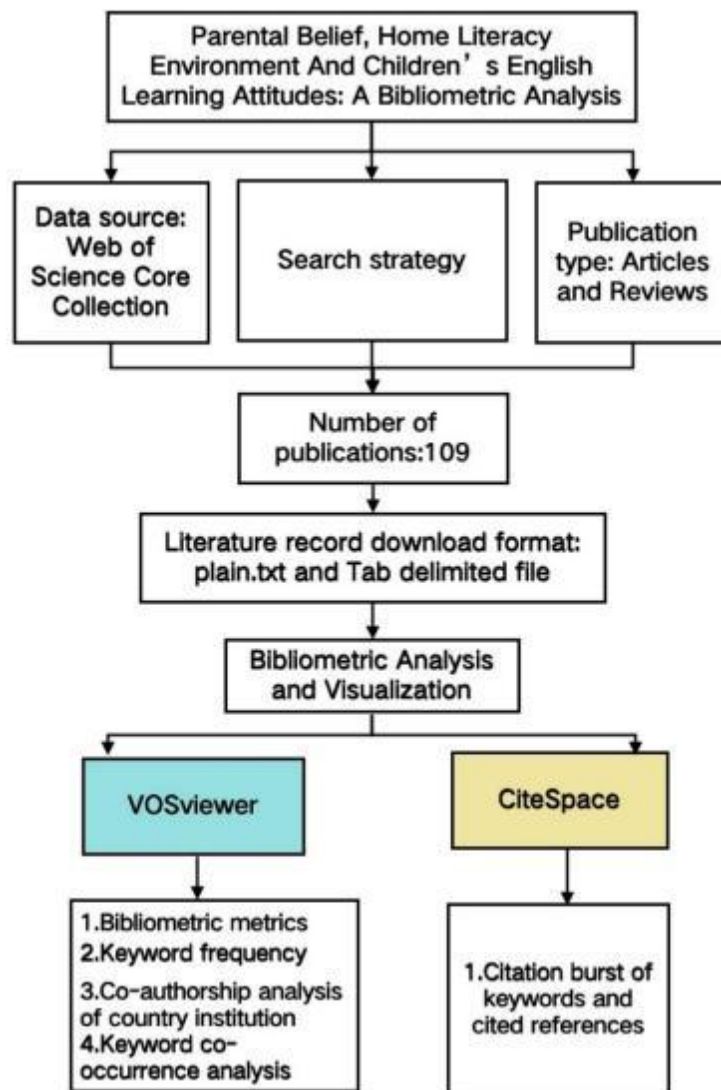 Parental Belief, Home Literacy
Environment And Children’s English
Learning Attitudes: A Bibliometric Analysis
Data source:
Web of
Science Core
Collection
Search strategy
Publication
type: Articles
and Reviews
Number of
publications:109
Literature record download format:
plain.txt and Tab delimited file
Bibliometric Analysis
and Visualization
VOSviewer
CiteSpace
1.Bibliometric metrics
2.Keyword frequency
3.Co-authorship analysis
of country institution
4.Keyword co-
occurrence analysis
1.Citation burst of
keywords and
cited references